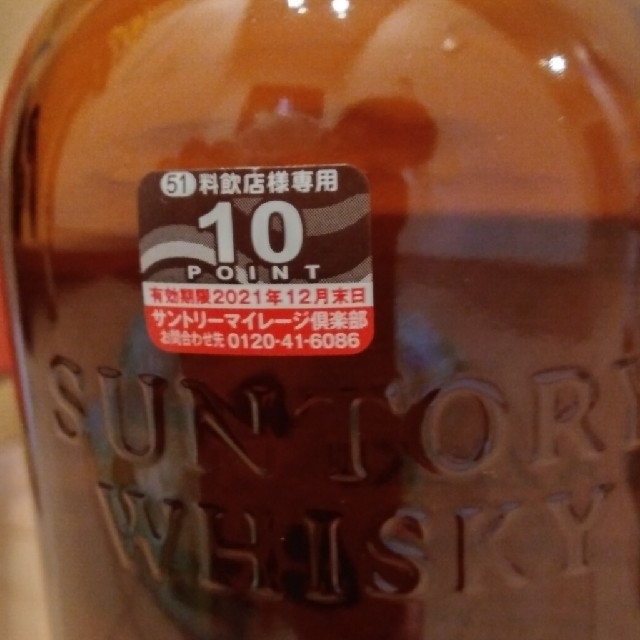 51 料飲店様専用
10
POINT
有効期限2021年12月末日
サントリーマイレージ倶楽部
お問合わせ先 0120-41-6086
SUNTORY
WHISKY